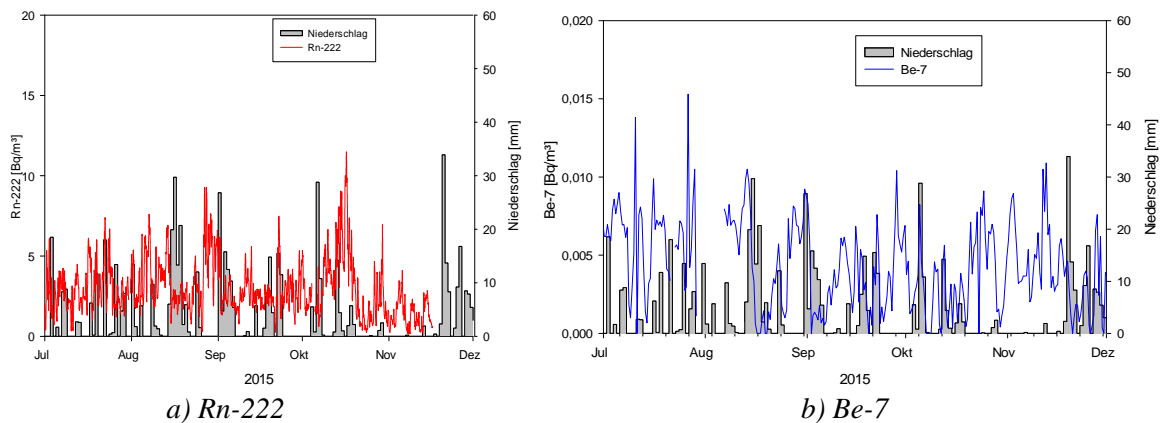 20
15
10
5
0
Rn-222 [Bq/m³]
60
50
40
30
20
10
0
Niederschlag [mm]
Niederschlag
Rn-222
Jul Aug Sep Okt Nov Dez
2015
a) Rn-222
0,020
0,015
0,010
0,005
0,000
Be-7 [Bq/m³]
60
50
40
30
20
10
0
Niederschlag [mm]
Niederschlag
Be-7
Jul Aug Sep Okt Nov Dez
2015
b) Be-7